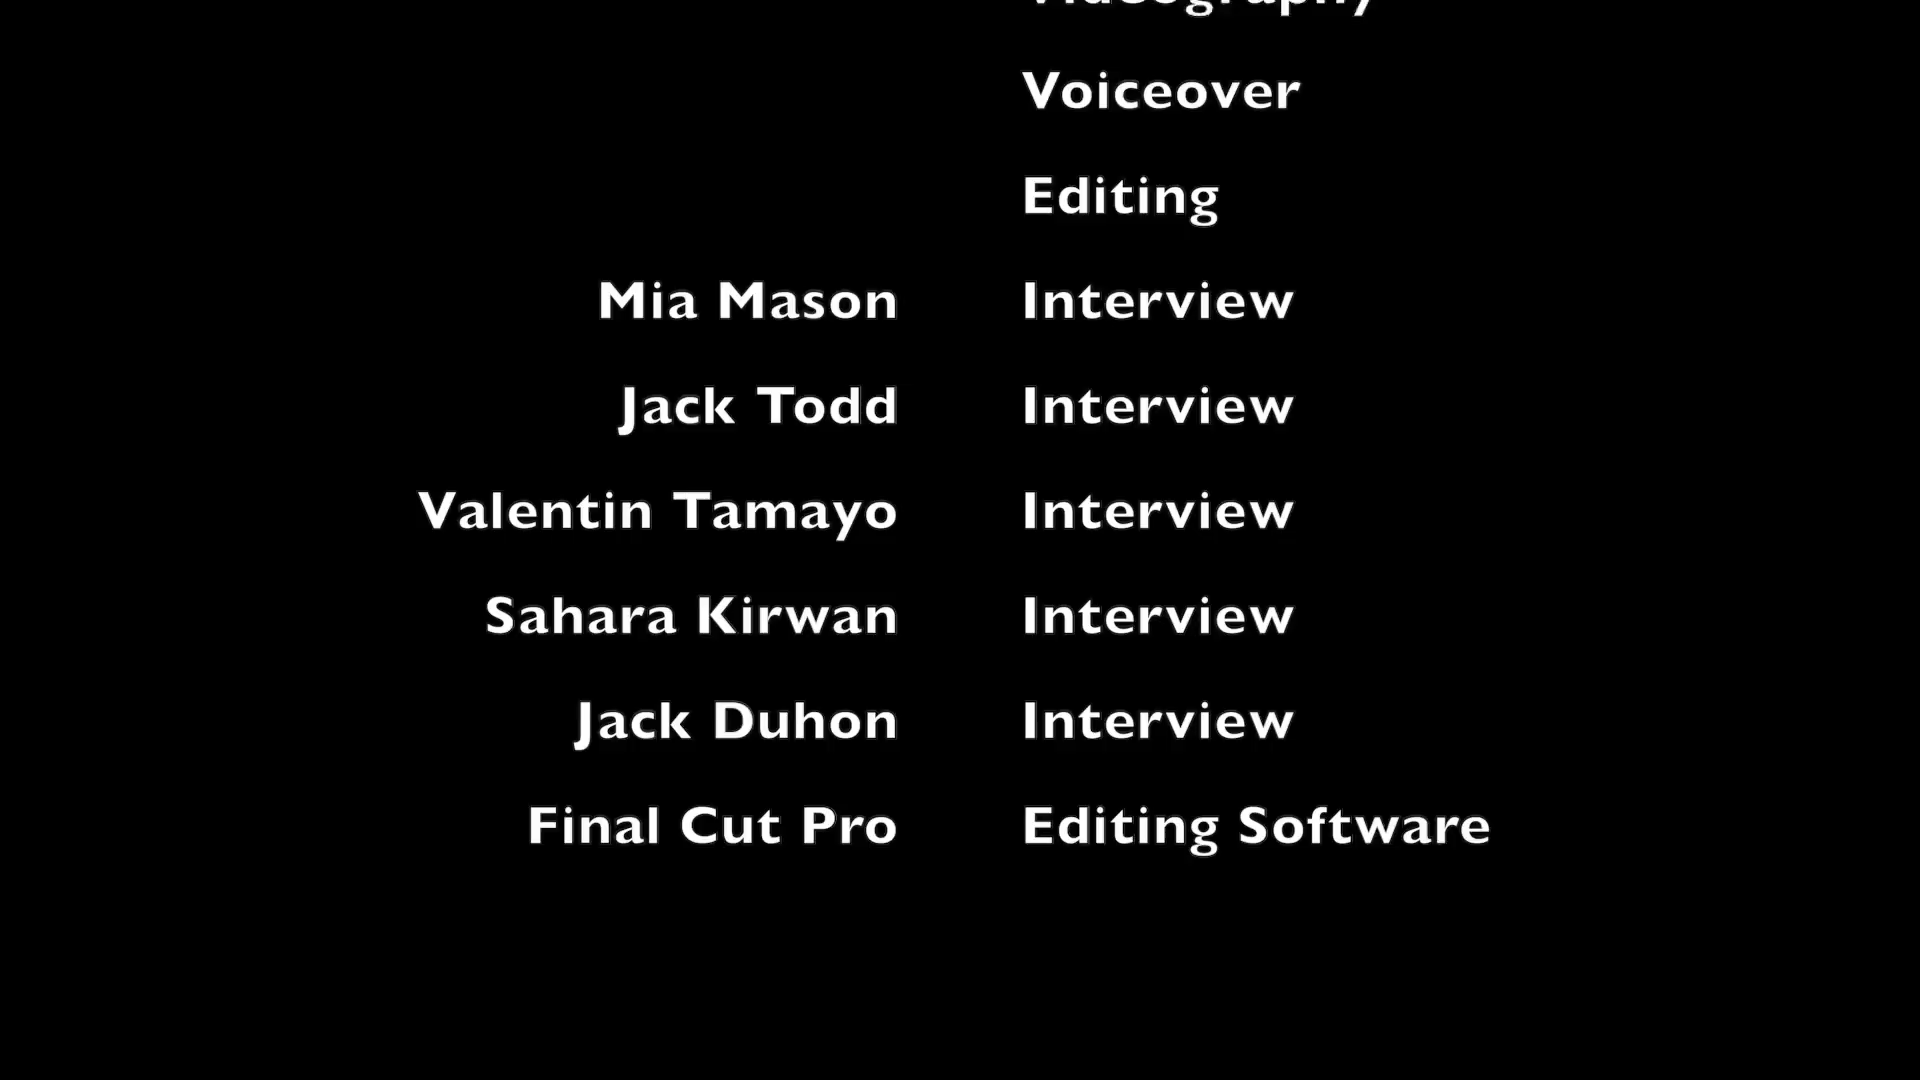 Videography
Voiceover
Editing
Mia Mason Interview
Jack Todd Interview
Valentin Tamayo Interview
Sahara Kirwan Interview
Jack Duhon Interview
Final Cut Pro Editing Software